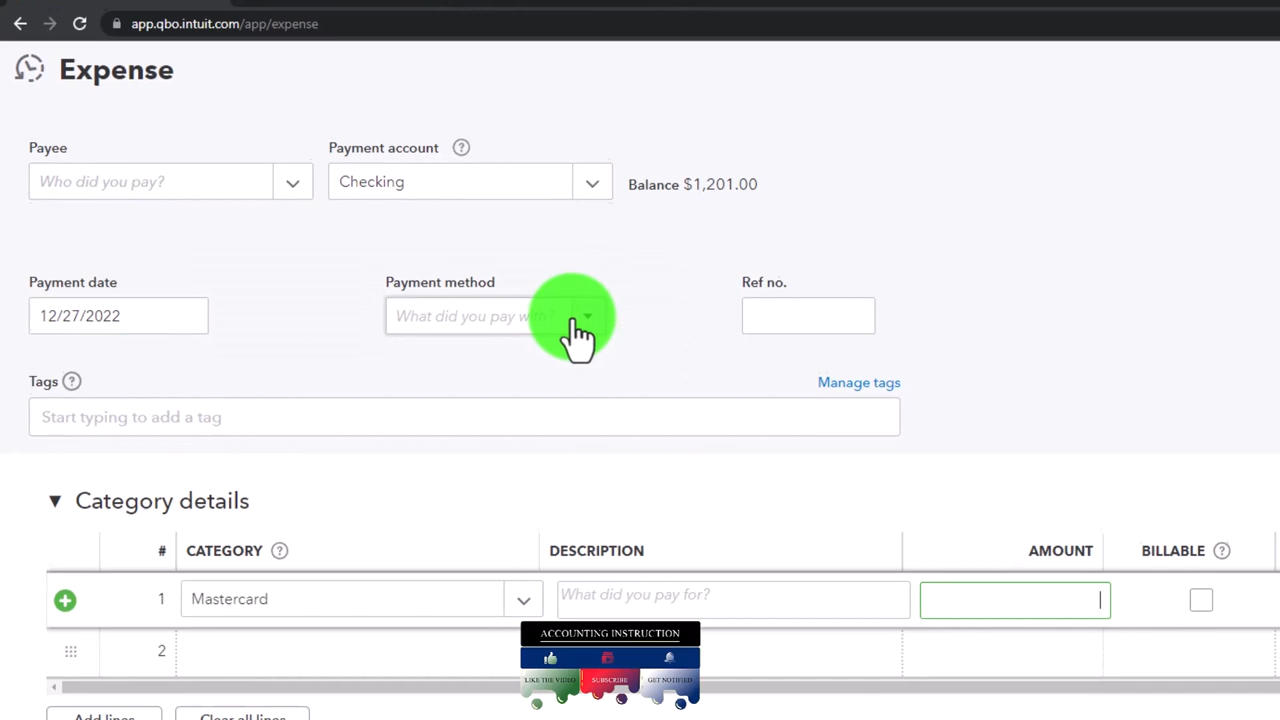 app.qbo.intuit.com/app/expense
Expense
Payee
Payment account
Who did you pay?
Checking
Balance $1,201.00
Payment date
Payment method
Ref no.
12/27/2022
What did you pay with?
Tags
Manage tags
Start typing to add a tag
Category details
# CATEGORY DESCRIPTION AMOUNT BILLABLE
1 Mastercard What did you pay for?
ACCOUNTING INSTRUCTION
2
LIKE THE VIDEO SUBSCRIBE GET NOTIFIED
Add lines Clear all lines